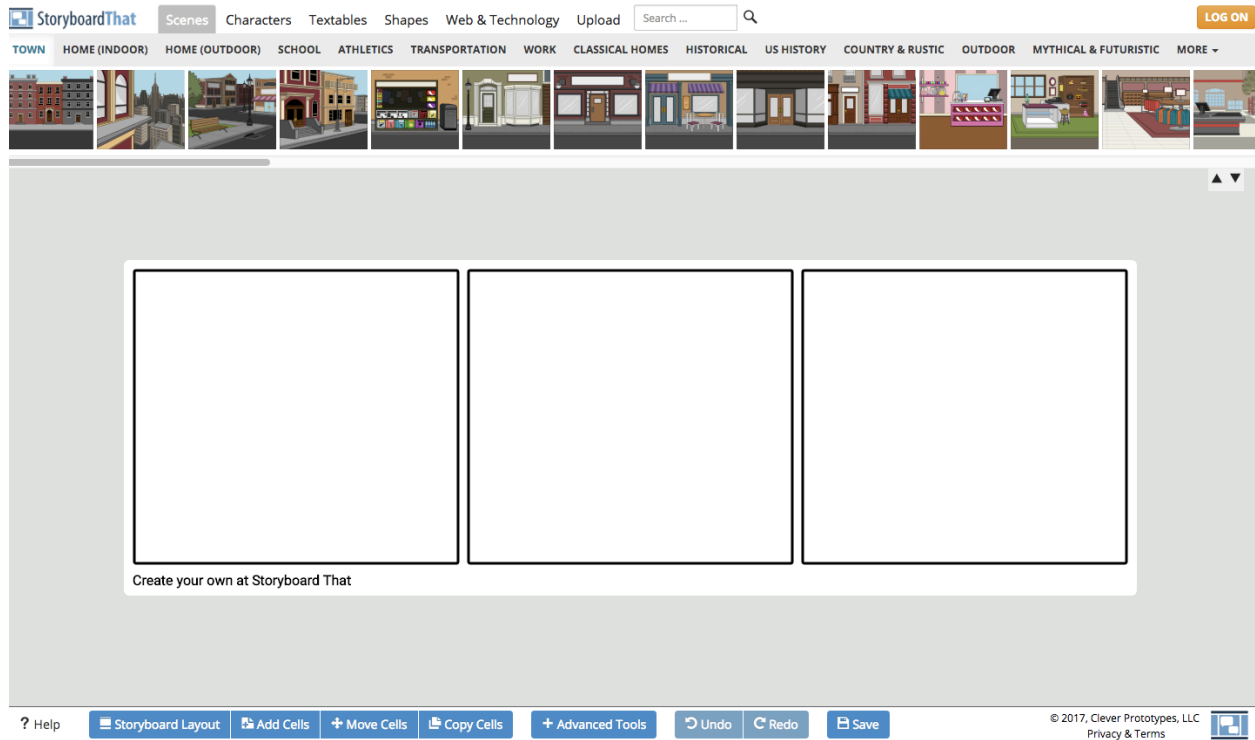 StoryboardThat Scenes Characters Textables Shapes Web & Technology Upload Search ... LOG ON
TOWN HOME (INDOOR) HOME (OUTDOOR) SCHOOL ATHLETICS TRANSPORTATION WORK CLASSICAL HOMES HISTORICAL US HISTORY COUNTRY & RUSTIC OUTDOOR MYTHICAL & FUTURISTIC MORE
Create your own at Storyboard That
? Help Storyboard Layout Add Cells Move Cells Copy Cells + Advanced Tools Undo Redo Save © 2017, Clever Prototypes, LLC
Privacy & Terms